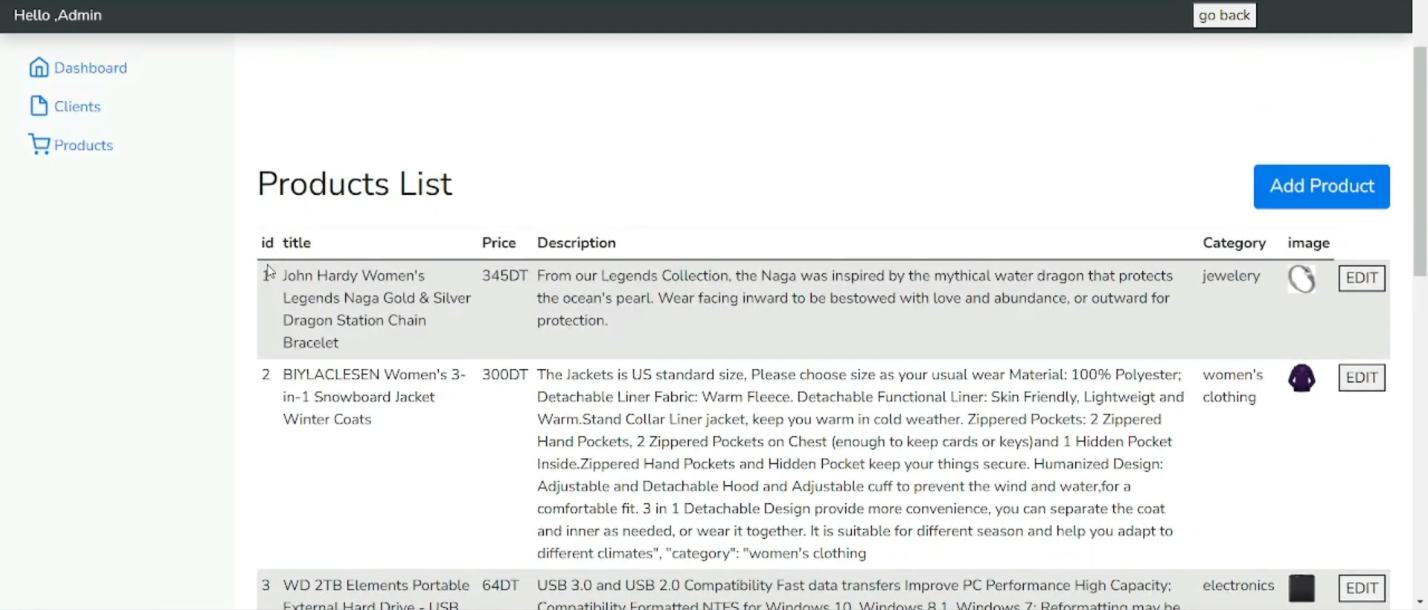 Hello ,Admin
go back
Dashboard
Clients
Products
Products List
Add Product
id title Price Description Category image
1 John Hardy Women's 345DT From our Legends Collection, the Naga was inspired by the mythical water dragon that protects jewelery EDIT
Legends Naga Gold & Silver the ocean's pearl. Wear facing inward to be bestowed with love and abundance, or outward for
Dragon Station Chain protection.
Bracelet
2 BIYLACLESEN Women's 3- 300DT The Jackets is US standard size, Please choose size as your usual wear Material: 100% Polyester; women's EDIT
in-1 Snowboard Jacket Detachable Liner Fabric: Warm Fleece. Detachable Functional Liner: Skin Friendly, Lightweigt and clothing
Winter Coats Warm.Stand Collar Liner jacket, keep you warm in cold weather. Zippered Pockets: 2 Zippered
Hand Pockets, 2 Zippered Pockets on Chest (enough to keep cards or keys)and 1 Hidden Pocket
Inside.Zippered Hand Pockets and Hidden Pocket keep your things secure. Humanized Design:
Adjustable and Detachable Hood and Adjustable cuff to prevent the wind and water,for a
comfortable fit. 3 in 1 Detachable Design provide more convenience, you can separate the coat
and inner as needed, or wear it together. It is suitable for different season and help you adapt to
different climates", "category": "women's clothing
3 WD 2TB Elements Portable 64DT USB 3.0 and USB 2.0 Compatibility Fast data transfers Improve PC Performance High Capacity; electronics EDIT
External Hard Drive - USB Compatibility Formatted NTFS for Windows 10, Windows 8.1, Windows 7; Reformatting may be